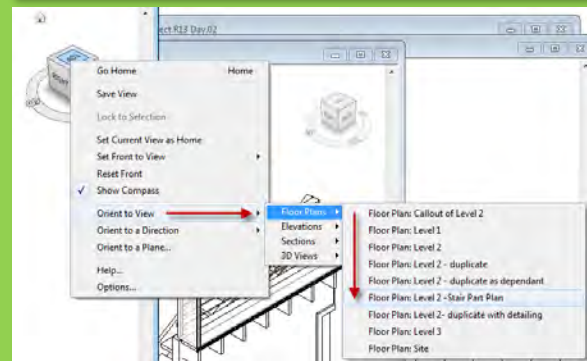 ect R13 Day.02
Go Home Home
Save View
Lock to Selection
Set Current View as Home
Set Front to View
Reset Front
Show Compass
Orient to View
Orient to a Direction
Orient to a Plane...
Help...
Options...
Floor Plans
Elevations
Sections
3D Views
Floor Plan: Callout of Level 2
Floor Plan: Level 1
Floor Plan: Level 2
Floor Plan: Level 2 - duplicate
Floor Plan: Level 2 - duplicate as dependant
Floor Plan: Level 2 -Stair Part Plan
Floor Plan: Level 2- duplicate with detailing
Floor Plan: Level 3
Floor Plan: Site